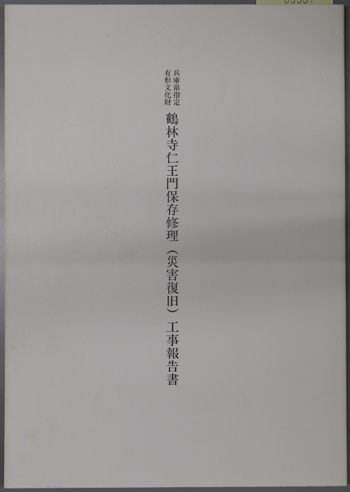 兵庫県指定
有形文化財
鶴林寺仁王門保存修理(災害復旧)工事報告書